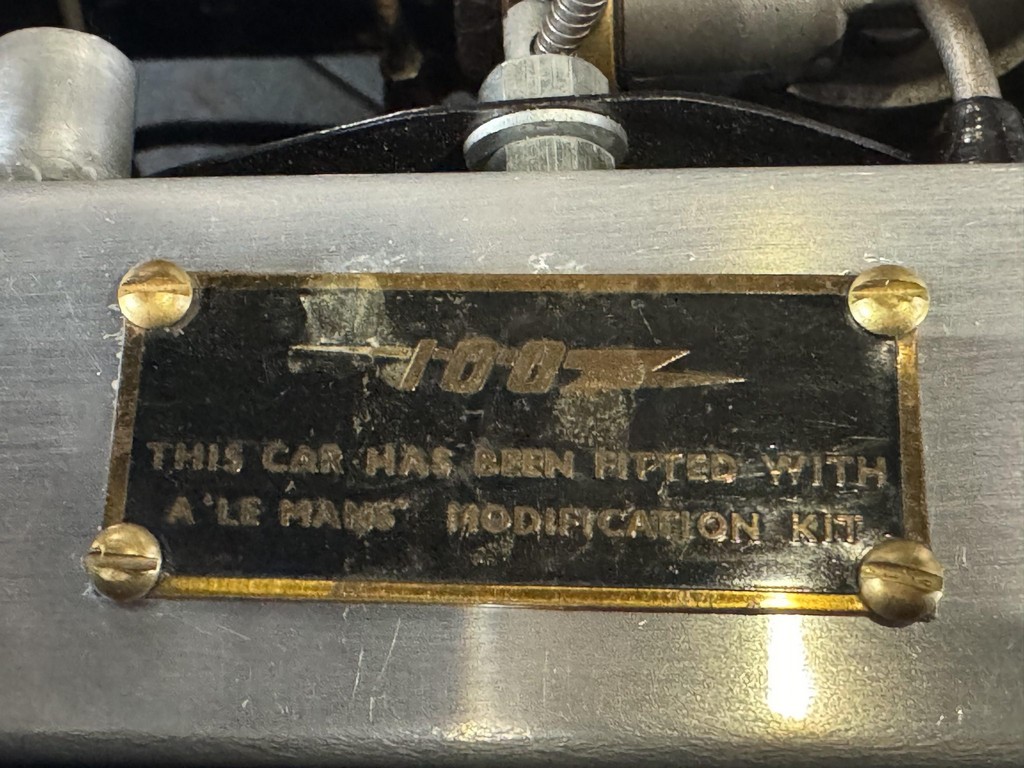 100
THIS CAR HAS BEEN FITTED WITH
A "LE MANS" MODIFICATION KIT